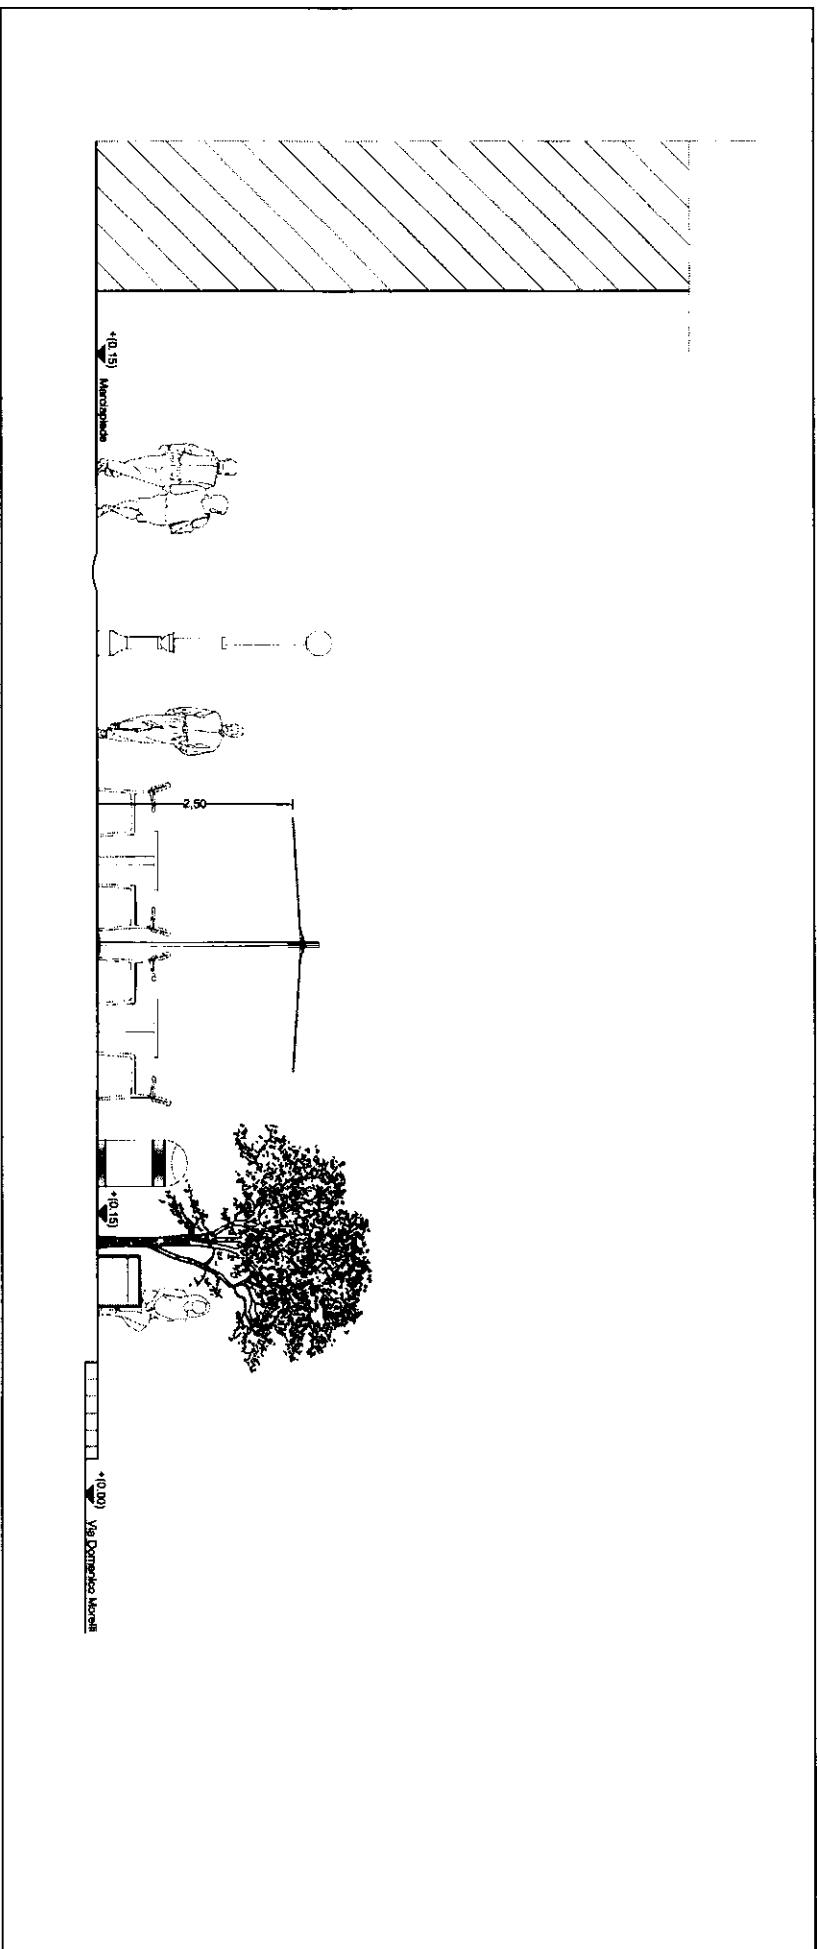 +(0.15)
Marciapiede
2,50
+(0.15)
+(0.00)
Via Domenico Morelli